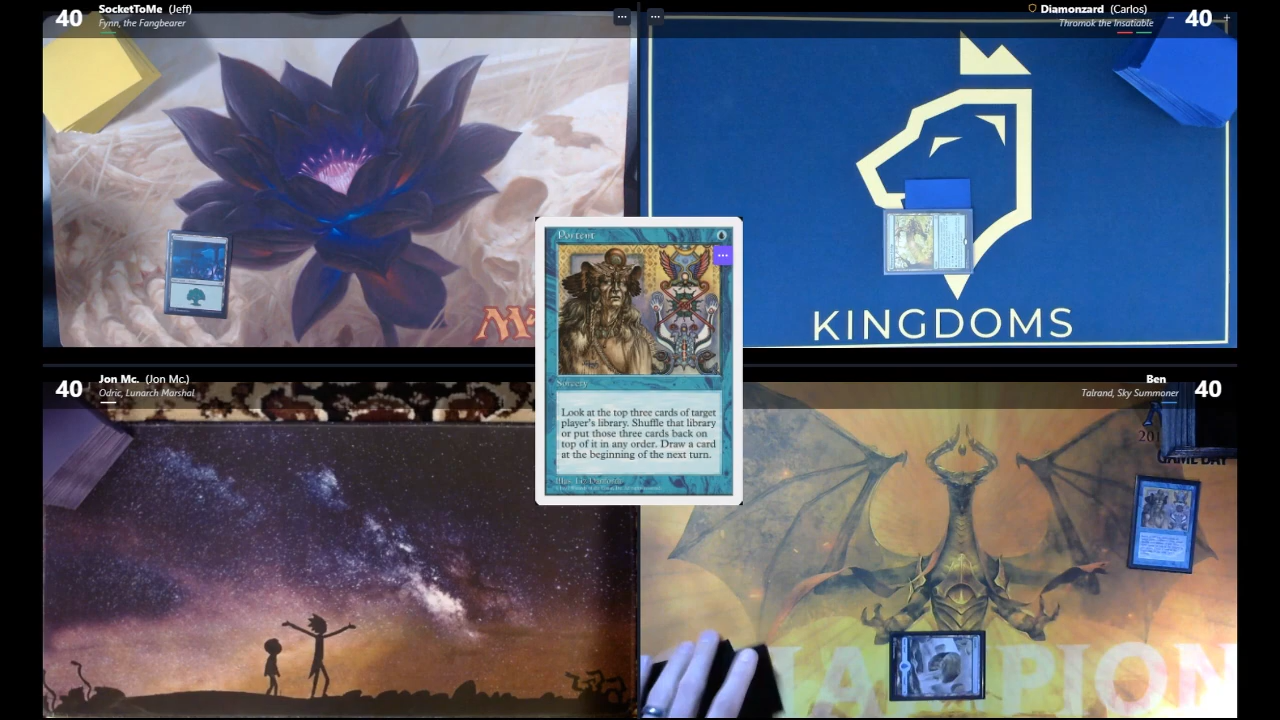 40
SocketToMe (Jeff)
Fynn, the Fangbearer
Diamonzard (Carlos)
Thromok the Insatiable
− 40 +
KINGDOMS
Portent
Sorcery
Look at the top three cards of target
player's library. Shuffle that library
or put those three cards back on
top of it in any order. Draw a card
at the beginning of the next turn.
40
Jon Mc. (Jon Mc.)
Odric, Lunarch Marshal
Ben
Talrand, Sky Summoner
40
GAME DAY